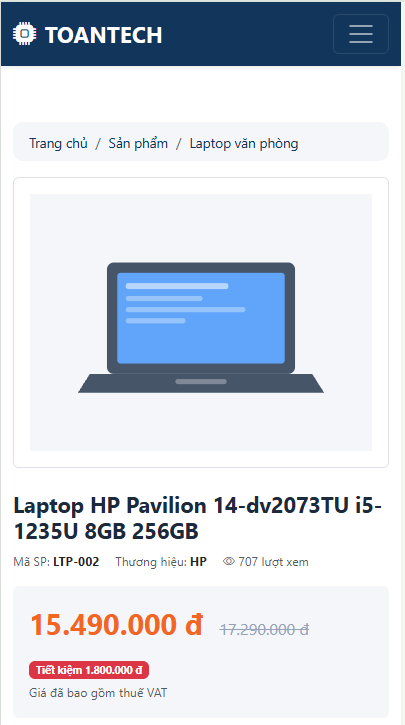 TOANTECH
Trang chủ / Sản phẩm / Laptop văn phòng
Laptop HP Pavilion 14-dv2073TU i5-
1235U 8GB 256GB
Mã SP: LTP-002 Thương hiệu: HP 707 lượt xem
15.490.000 đ 17.290.000 đ
Tiết kiệm 1.800.000 đ
Giá đã bao gồm thuế VAT